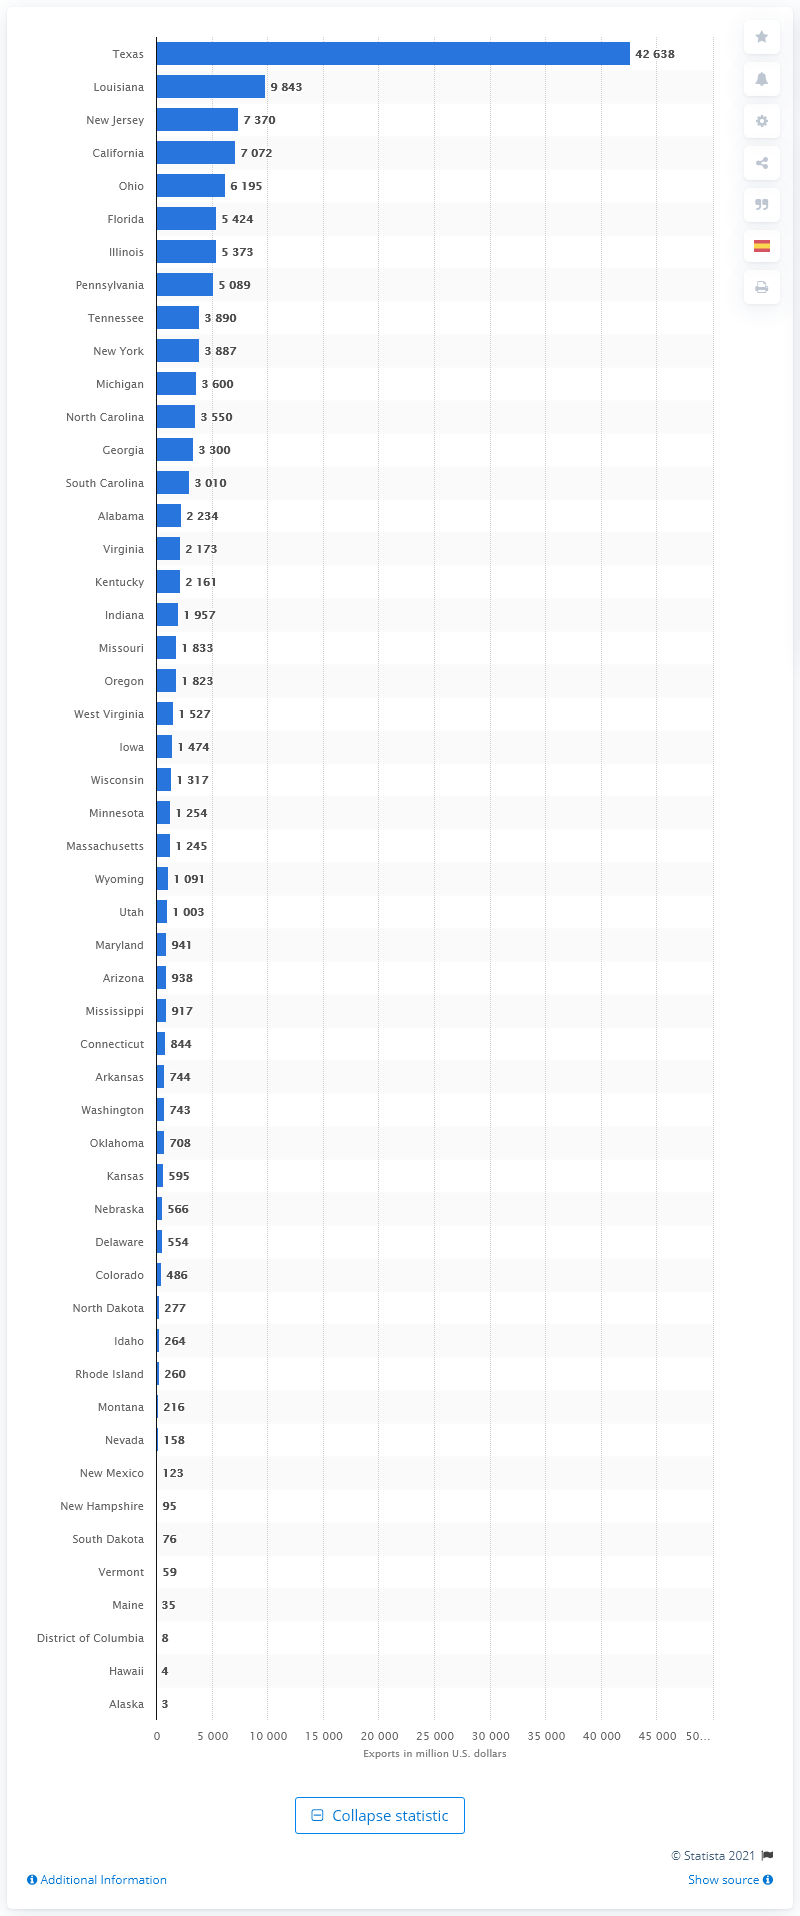 Texas 42 638
Louisiana 9 843
New Jersey 7 370
California 7 072
Ohio 6 195
Florida 5 424
Illinois 5 373
Pennsylvania 5 089
Tennessee 3 890
New York 3 887
Michigan 3 600
North Carolina 3 550
Georgia 3 300
South Carolina 3 010
Alabama 2 234
Virginia 2 173
Kentucky 2 161
Indiana 1 957
Missouri 1 833
Oregon 1 823
West Virginia 1 527
Iowa 1 474
Wisconsin 1 317
Minnesota 1 254
Massachusetts 1 245
Wyoming 1 091
Utah 1 003
Maryland 941
Arizona 938
Mississippi 917
Connecticut 844
Arkansas 744
Washington 743
Oklahoma 708
Kansas 595
Nebraska 566
Delaware 554
Colorado 486
North Dakota 277
Idaho 264
Rhode Island 260
Montana 216
Nevada 158
New Mexico 123
New Hampshire 95
South Dakota 76
Vermont 59
Maine 35
District of Columbia 8
Hawaii 4
Alaska 3
0 5 000 10 000 15 000 20 000 25 000 30 000 35 000 40 000 45 000 50…
Exports in million U.S. dollars
Collapse statistic
© Statista 2021
Additional Information Show source